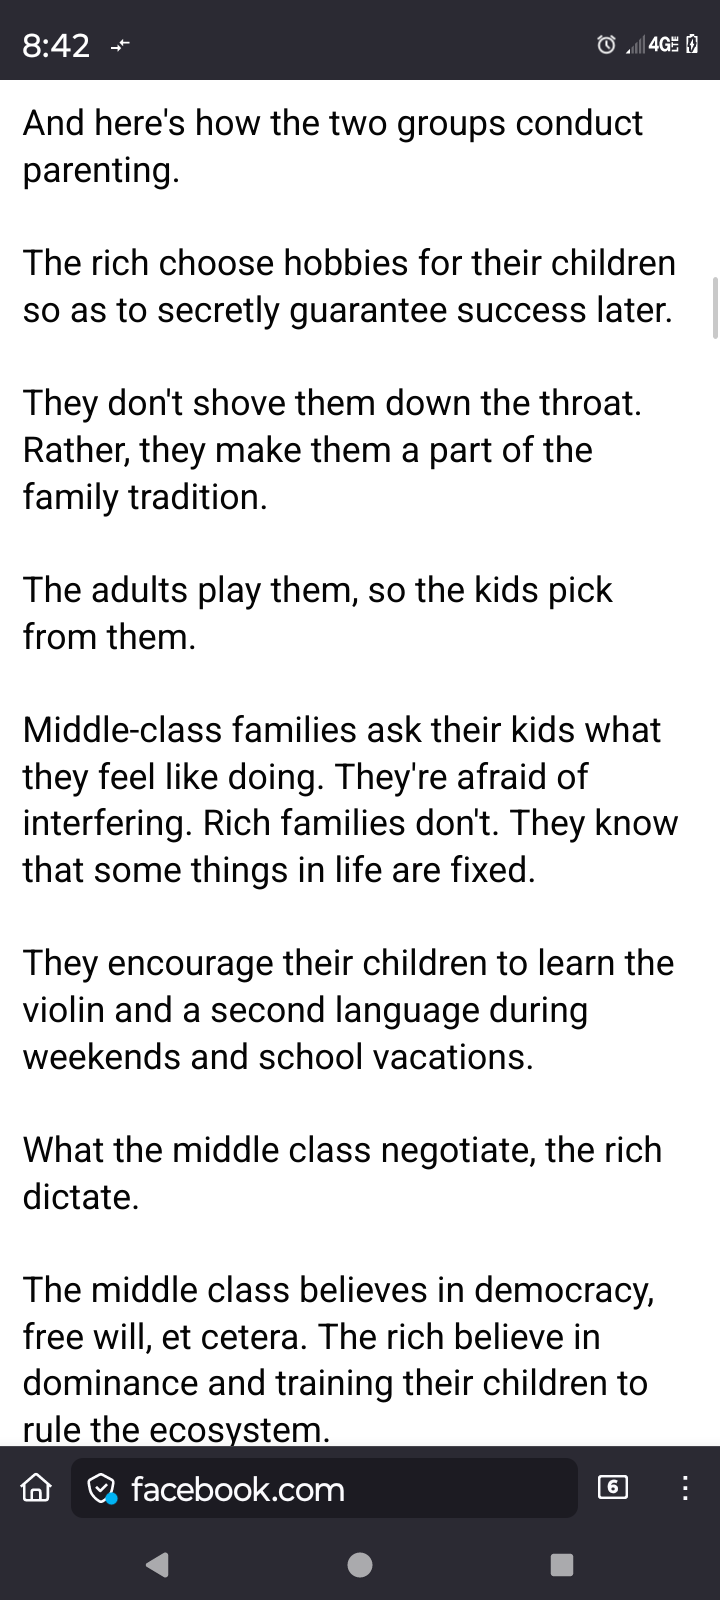 8:42
4GE
And here's how the two groups conduct
parenting.
The rich choose hobbies for their children
so as to secretly guarantee success later.
They don't shove them down the throat.
Rather, they make them a part of the
family tradition.
The adults play them, so the kids pick
from them.
Middle-class families ask their kids what
they feel like doing. They're afraid of
interfering. Rich families don't. They know
that some things in life are fixed.
They encourage their children to learn the
violin and a second language during
weekends and school vacations.
What the middle class negotiate, the rich
dictate.
The middle class believes in democracy,
free will, et cetera. The rich believe in
dominance and training their children to
rule the ecosystem.
facebook.com
6